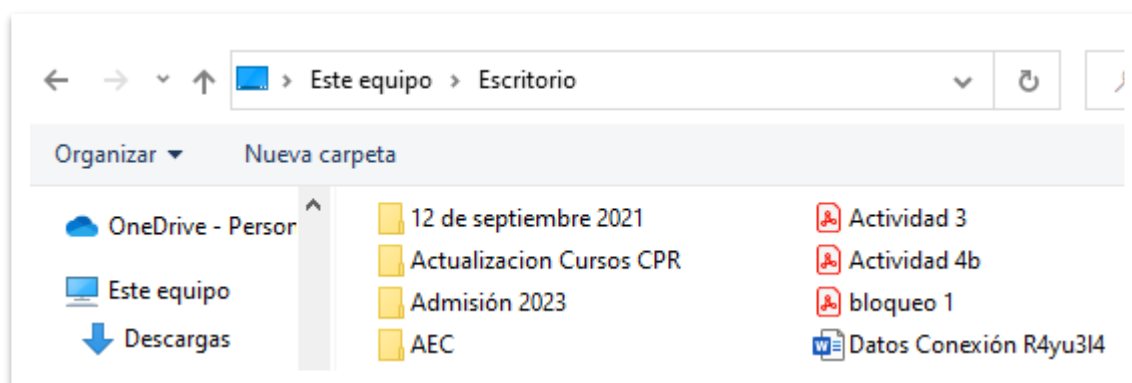 Este equipo > Escritorio
Organizar Nueva carpeta
OneDrive - Person
Este equipo
Descargas
12 de septiembre 2021
Actualizacion Cursos CPR
Admisión 2023
AEC
Actividad 3
Actividad 4b
bloqueo 1
Datos Conexión R4yu3l4